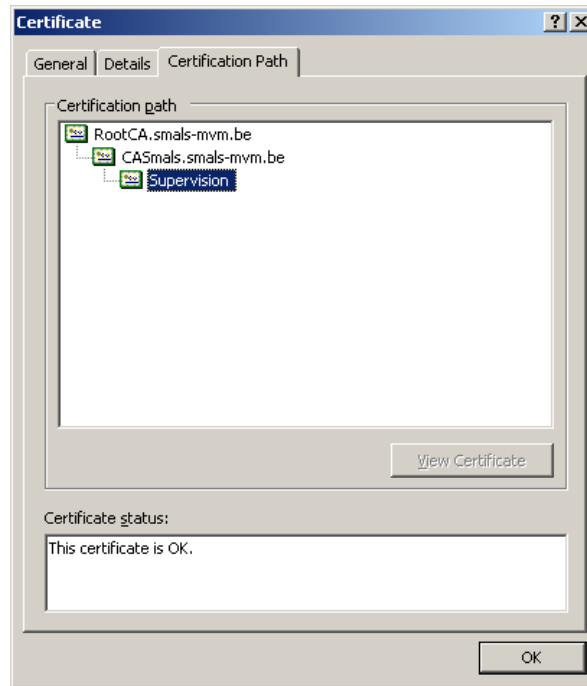 Certificate
General Details Certification Path
Certification path
RootCA.smals-mvm.be
CASmals.smals-mvm.be
Supervision
View Certificate
Certificate status:
This certificate is OK.
OK